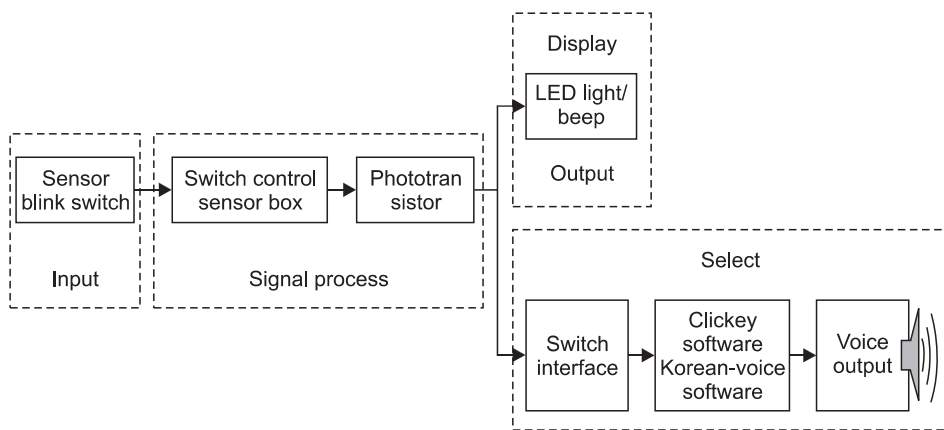 Sensor
blink switch
Input
Switch control
sensor box
Phototran
sistor
Signal process
Display
LED light/
beep
Output
Select
Switch
interface
Clickey
software
Korean-voice
software
Voice
output